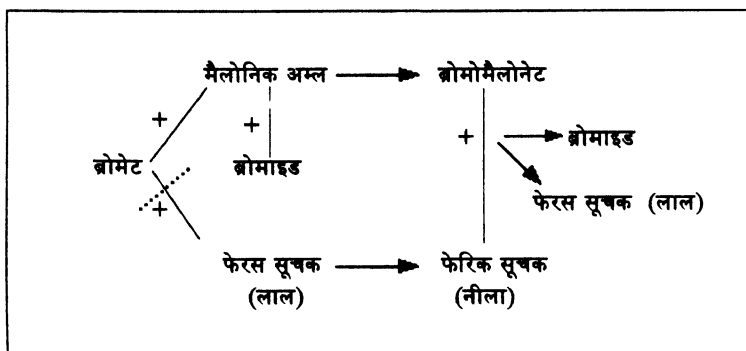 मैलोनिक अम्ल ब्रोमोमैलोनेट
+ + + ब्रोमाइड
ब्रोमेट ब्रोमाइड
फेरस सूचक (लाल)
+
फेरस सूचक फेरिक सूचक
(लाल) (नीला)